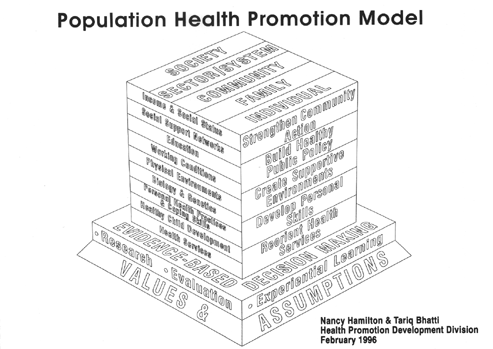 Population Health Promotion Model
SOCIETY
SECTOR/SYSTEM
COMMUNITY
FAMILY
INDIVIDUAL
Income & Social Status
Social Support Networks
Education
Working Conditions
Physical Environments
Biology & Genetics
Personal Health Practices
& Coping Skills
Healthy Child Development
Health Services
Strengthen Community
Action
Build Healthy
Public Policy
Create Supportive
Environments
Develop Personal
Skills
Reorient Health
Services
EVIDENCE-BASED
• Research • Evaluation
VALUES &
DECISION MAKING
• Experiential Learning
ASSUMPTIONS
Nancy Hamilton & Tariq Bhatti
Health Promotion Development Division
February 1996